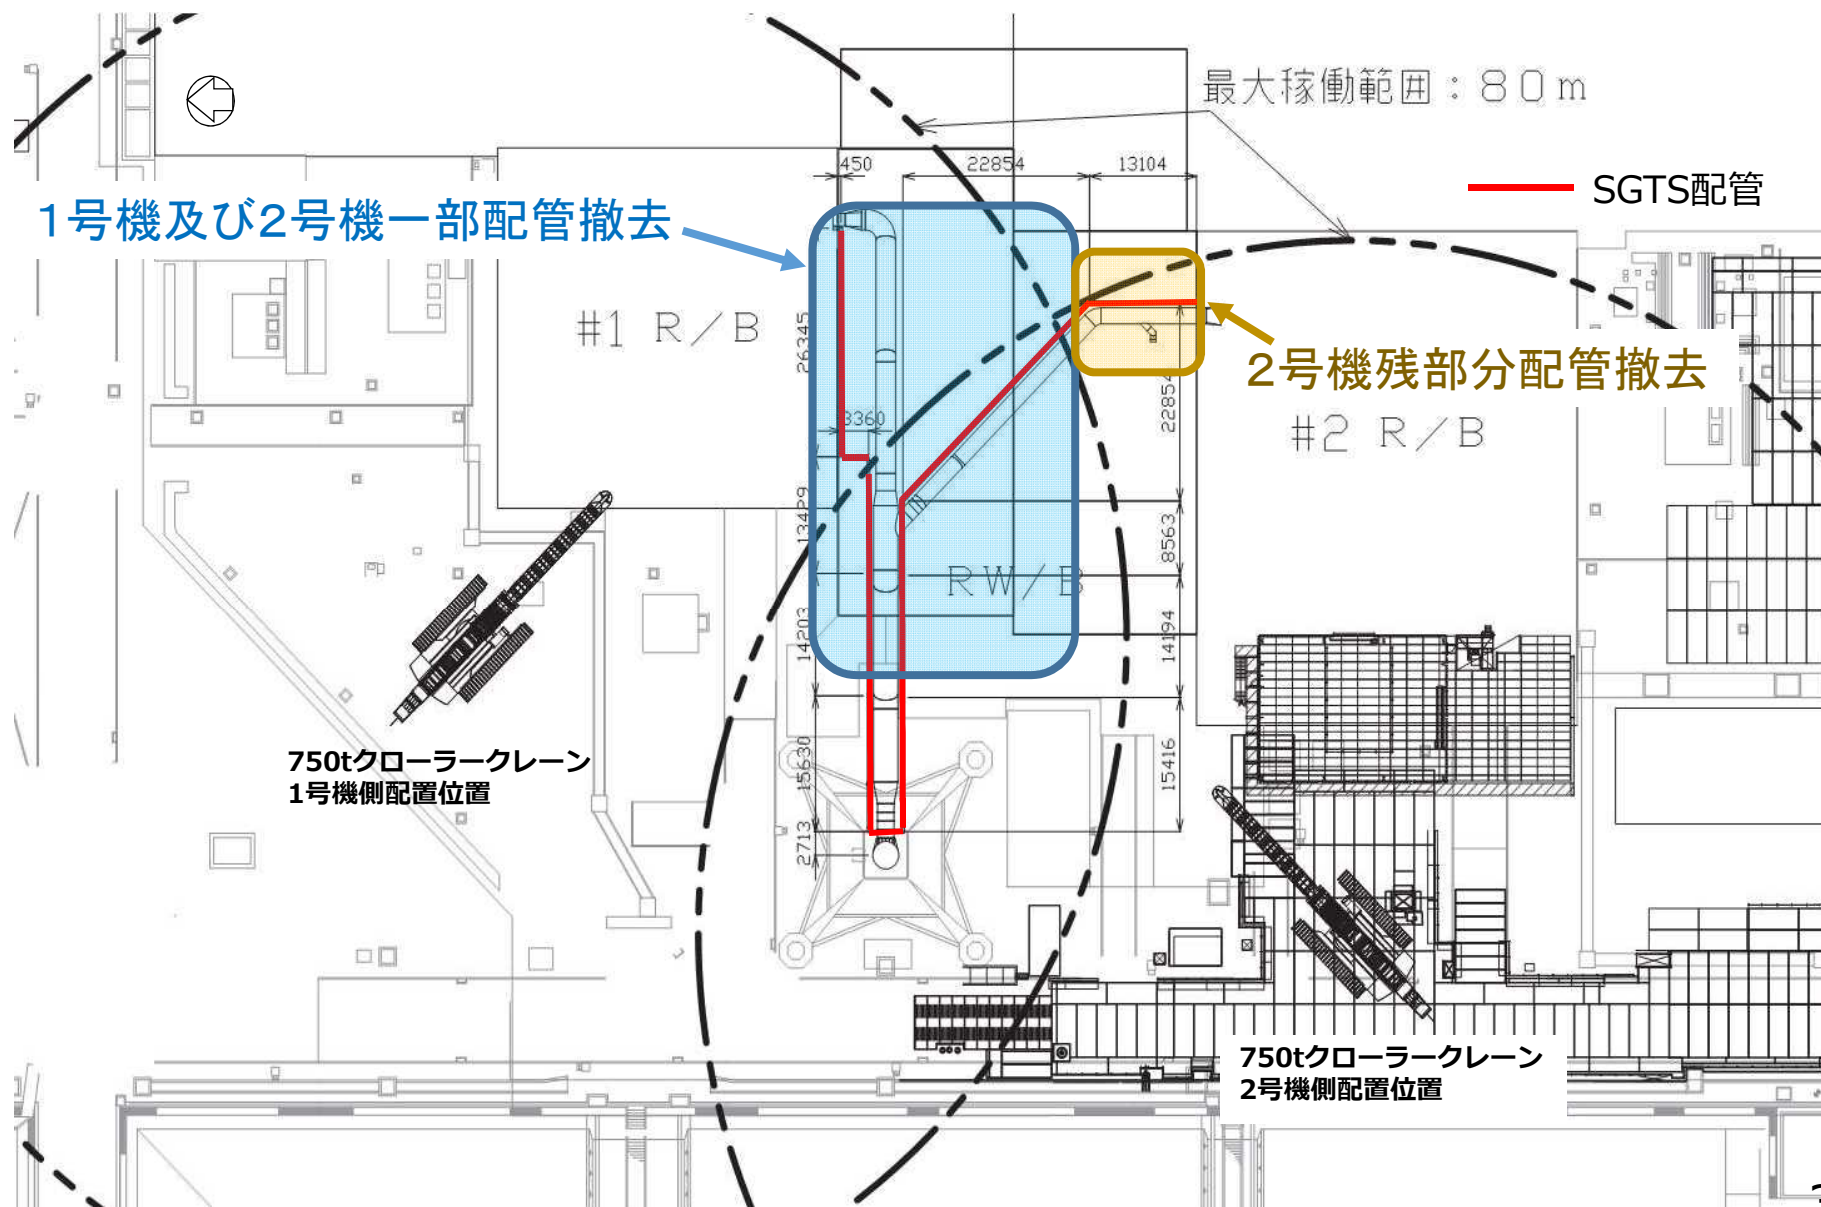 最大稼働範囲：80m
SGTS配管
450
22854
13104
1号機及び2号機一部配管撤去
#1 R/B
26345
2号機残部分配管撤去
22854
#2 R/B
3360
13429
8563
RW/B
14203
14194
750tクローラークレーン
1号機側配置位置
15630
15416
2713
750tクローラークレーン
2号機側配置位置